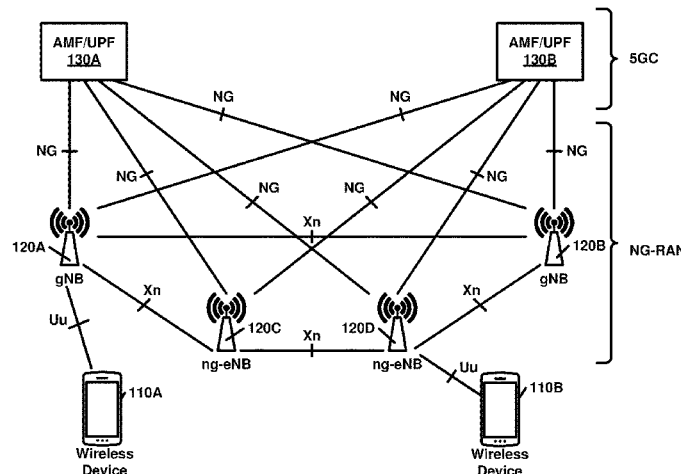 AMF/UPF
130A
AMF/UPF
130B
5GC
NG
NG
NG
NG
NG
NG
NG
NG
Xn
120A
gNB
120B
gNB
NG-RAN
Xn
Xn
Uu
120C
Xn
120D
ng-eNB
ng-eNB
Uu
110A
110B
Wireless
Device
Wireless
Device